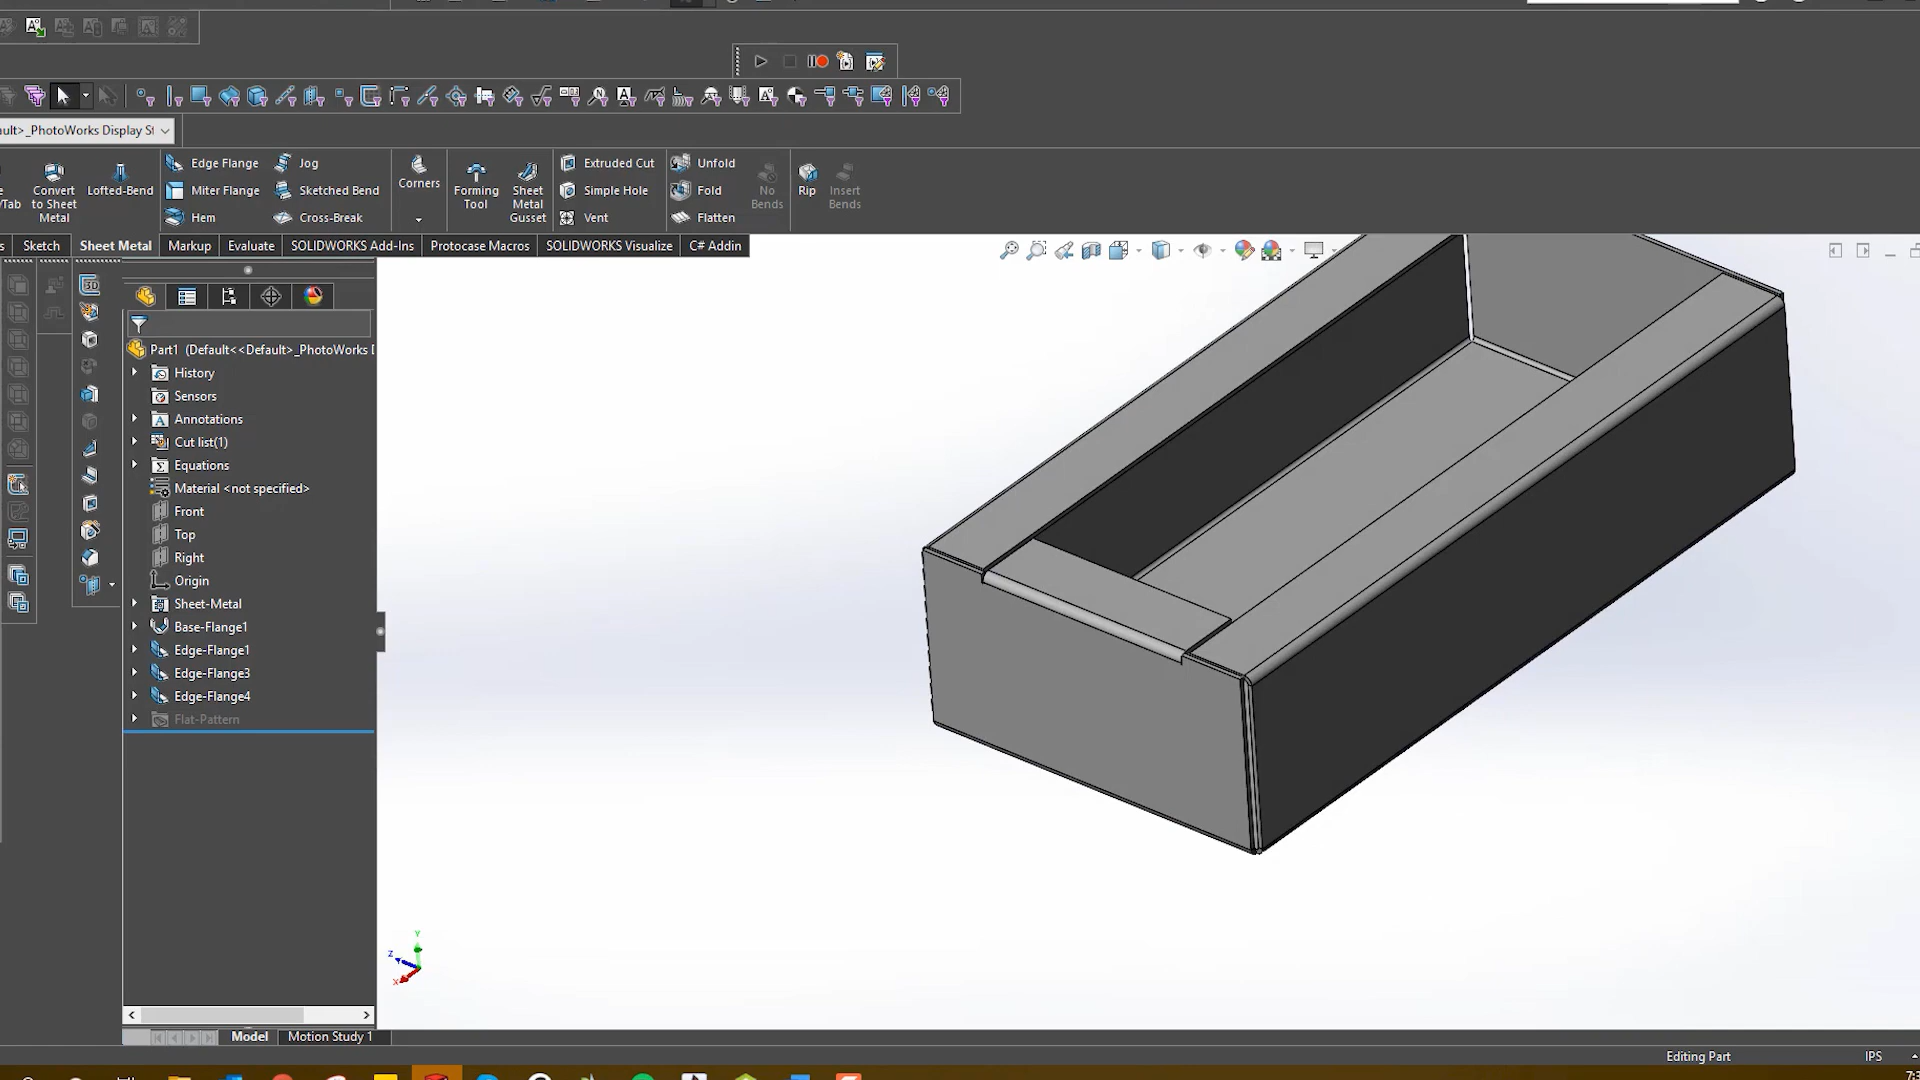 ault>_PhotoWorks Display St
Edge Flange
Jog
Extruded Cut
Unfold
Convert
to Sheet
Metal
Lofted-Bend
/Tab
Miter Flange
Sketched Bend
Corners
Forming
Tool
Sheet
Metal
Gusset
Simple Hole
Fold
No
Bends
Rip
Insert
Bends
Hem
Cross-Break
Vent
Flatten
s Sketch Sheet Metal Markup Evaluate SOLIDWORKS Add-Ins Protocase Macros SOLIDWORKS Visualize C# Addin
Part1 (Default<<Default>_PhotoWorks D
History
Sensors
Annotations
Cut list(1)
Equations
Material <not specified>
Front
Top
Right
Origin
Sheet-Metal
Base-Flange1
Edge-Flange1
Edge-Flange3
Edge-Flange4
Flat-Pattern
Y
Z
X
Model Motion Study 1
Editing Part IPS